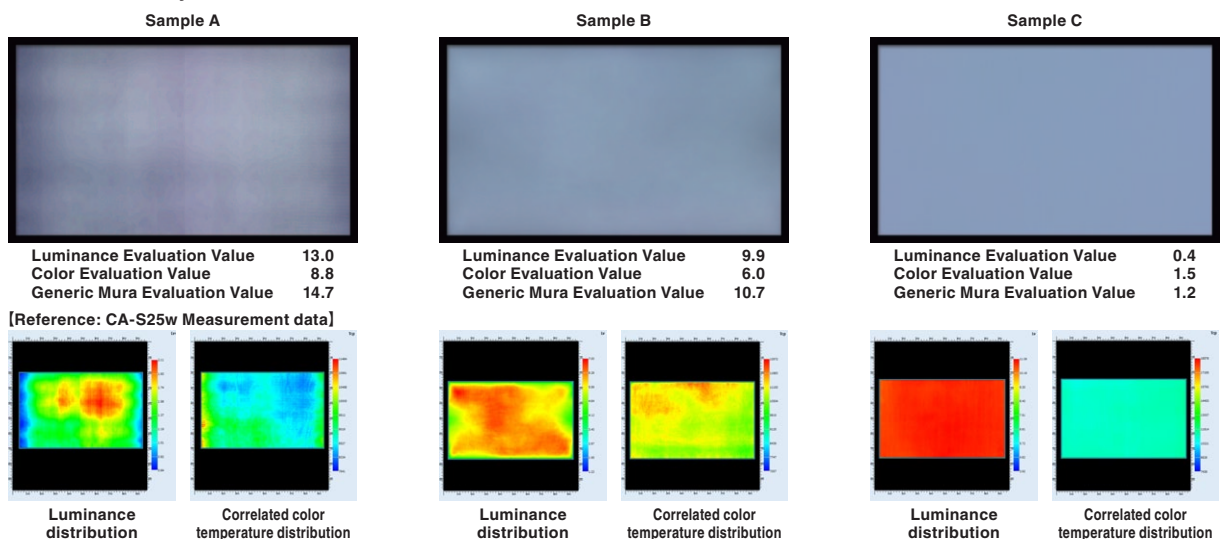 Sample A
Sample B
Sample C
Luminance Evaluation Value 13.0
Color Evaluation Value 8.8
Generic Mura Evaluation Value 14.7
Luminance Evaluation Value 9.9
Color Evaluation Value 6.0
Generic Mura Evaluation Value 10.7
Luminance Evaluation Value 0.4
Color Evaluation Value 1.5
Generic Mura Evaluation Value 1.2
【Reference: CA-S25w Measurement data】
Luminance
distribution
Correlated color
temperature distribution
Luminance
distribution
Correlated color
temperature distribution
Luminance
distribution
Correlated color
temperature distribution